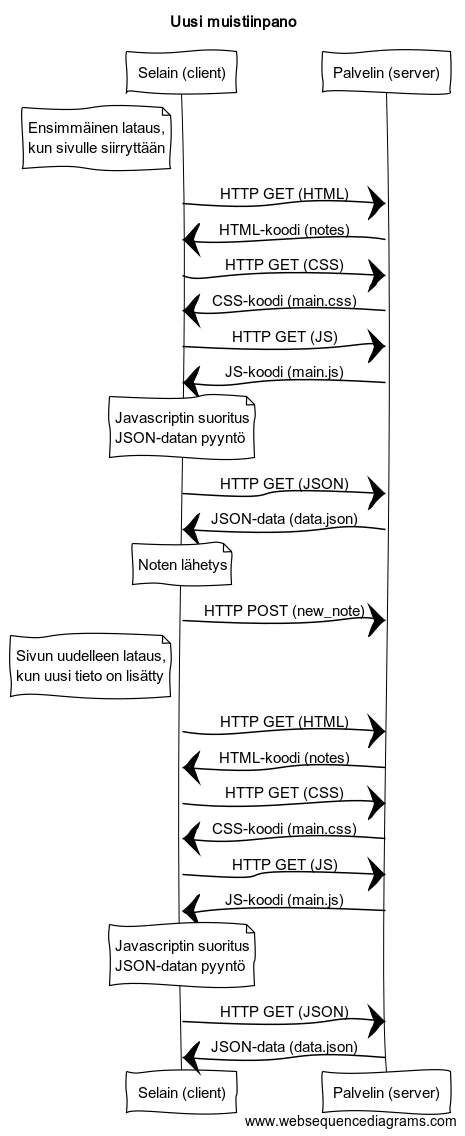 Uusi muistiinpano
Selain (client)
Palvelin (server)
Ensimmäinen lataus,
kun sivulle siirryttään
HTTP GET (HTML)
HTML-koodi (notes)
HTTP GET (CSS)
CSS-koodi (main.css)
HTTP GET (JS)
JS-koodi (main.js)
Javascriptin suoritus
JSON-datan pyyntö
HTTP GET (JSON)
JSON-data (data.json)
Noten lähetys
HTTP POST (new_note)
Sivun uudelleen lataus,
kun uusi tieto on lisätty
HTTP GET (HTML)
HTML-koodi (notes)
HTTP GET (CSS)
CSS-koodi (main.css)
HTTP GET (JS)
JS-koodi (main.js)
Javascriptin suoritus
JSON-datan pyyntö
HTTP GET (JSON)
JSON-data (data.json)
Selain (client)
Palvelin (server)
www.websequencediagrams.com